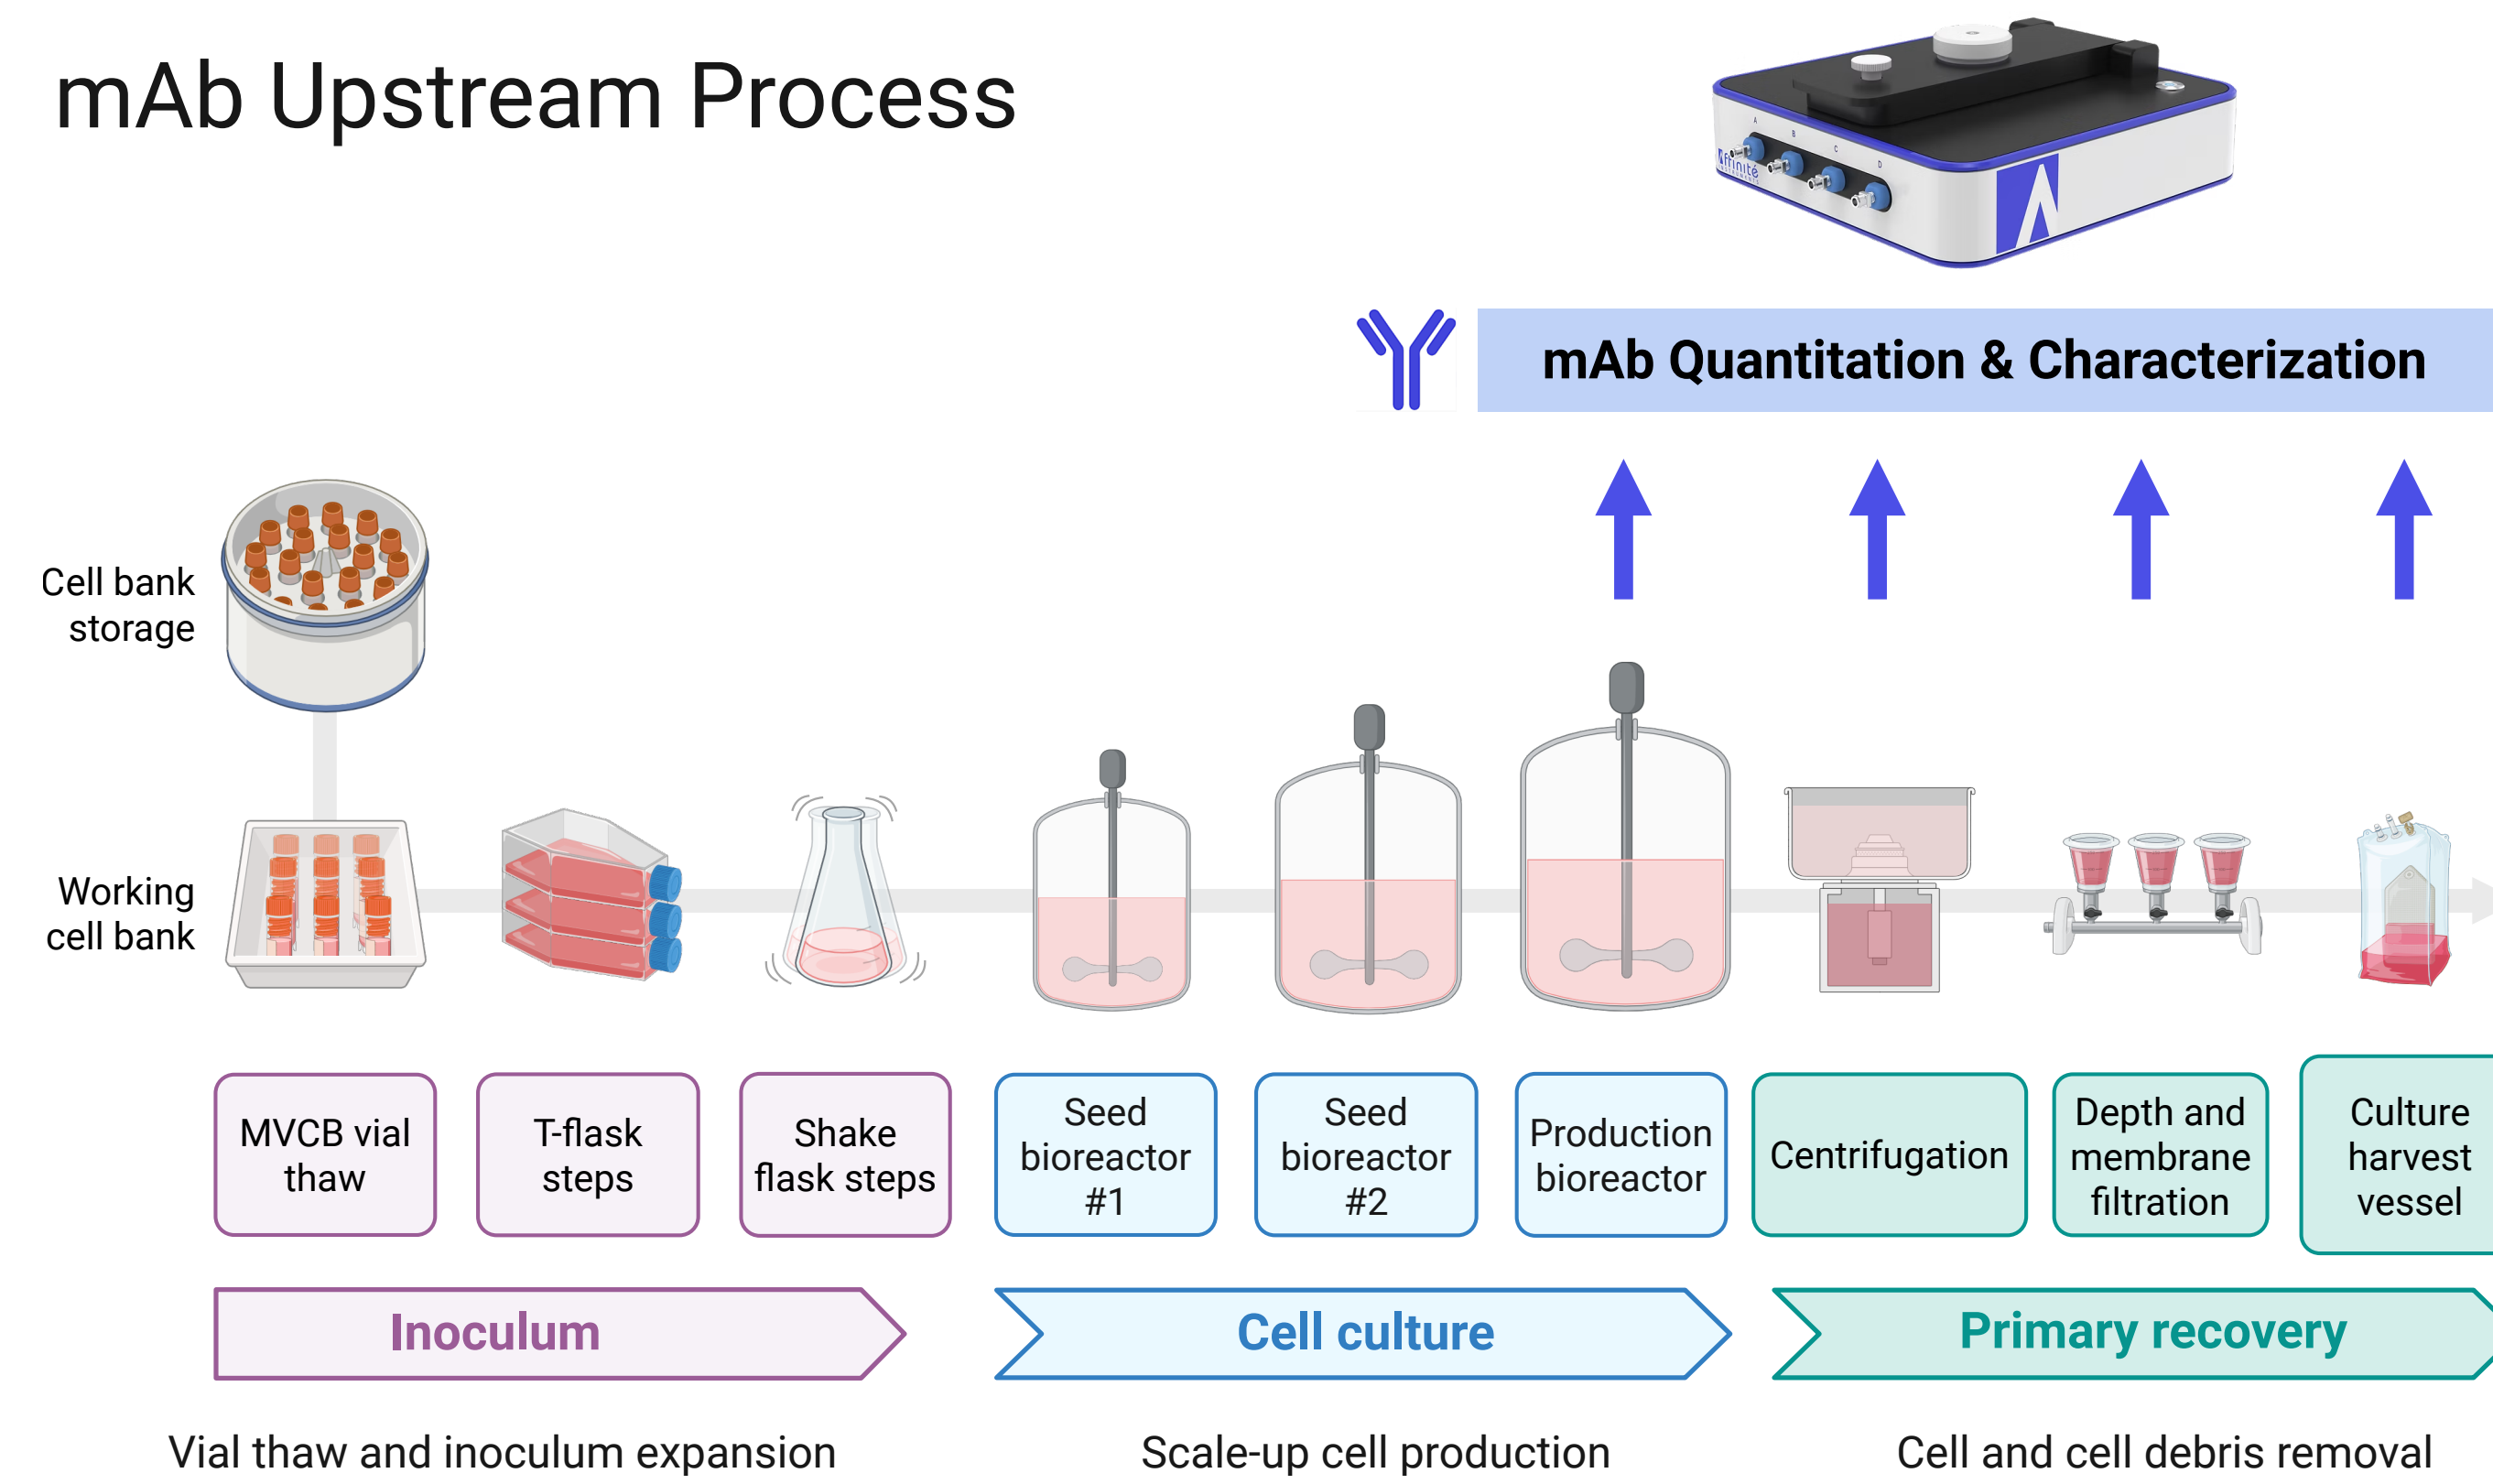 mAb Upstream Process
A
B
C
D
ffinité
INSTRUMENTS
mAb Quantitation & Characterization
Cell bank
storage
Working
cell bank
MVCB vial
thaw
T-flask
steps
Shake
flask steps
Seed
bioreactor
#1
Seed
bioreactor
#2
Production
bioreactor
Centrifugation
Depth and
membrane
filtration
Culture
harvest
vessel
Inoculum
Cell culture
Primary recovery
Vial thaw and inoculum expansion
Scale-up cell production
Cell and cell debris removal